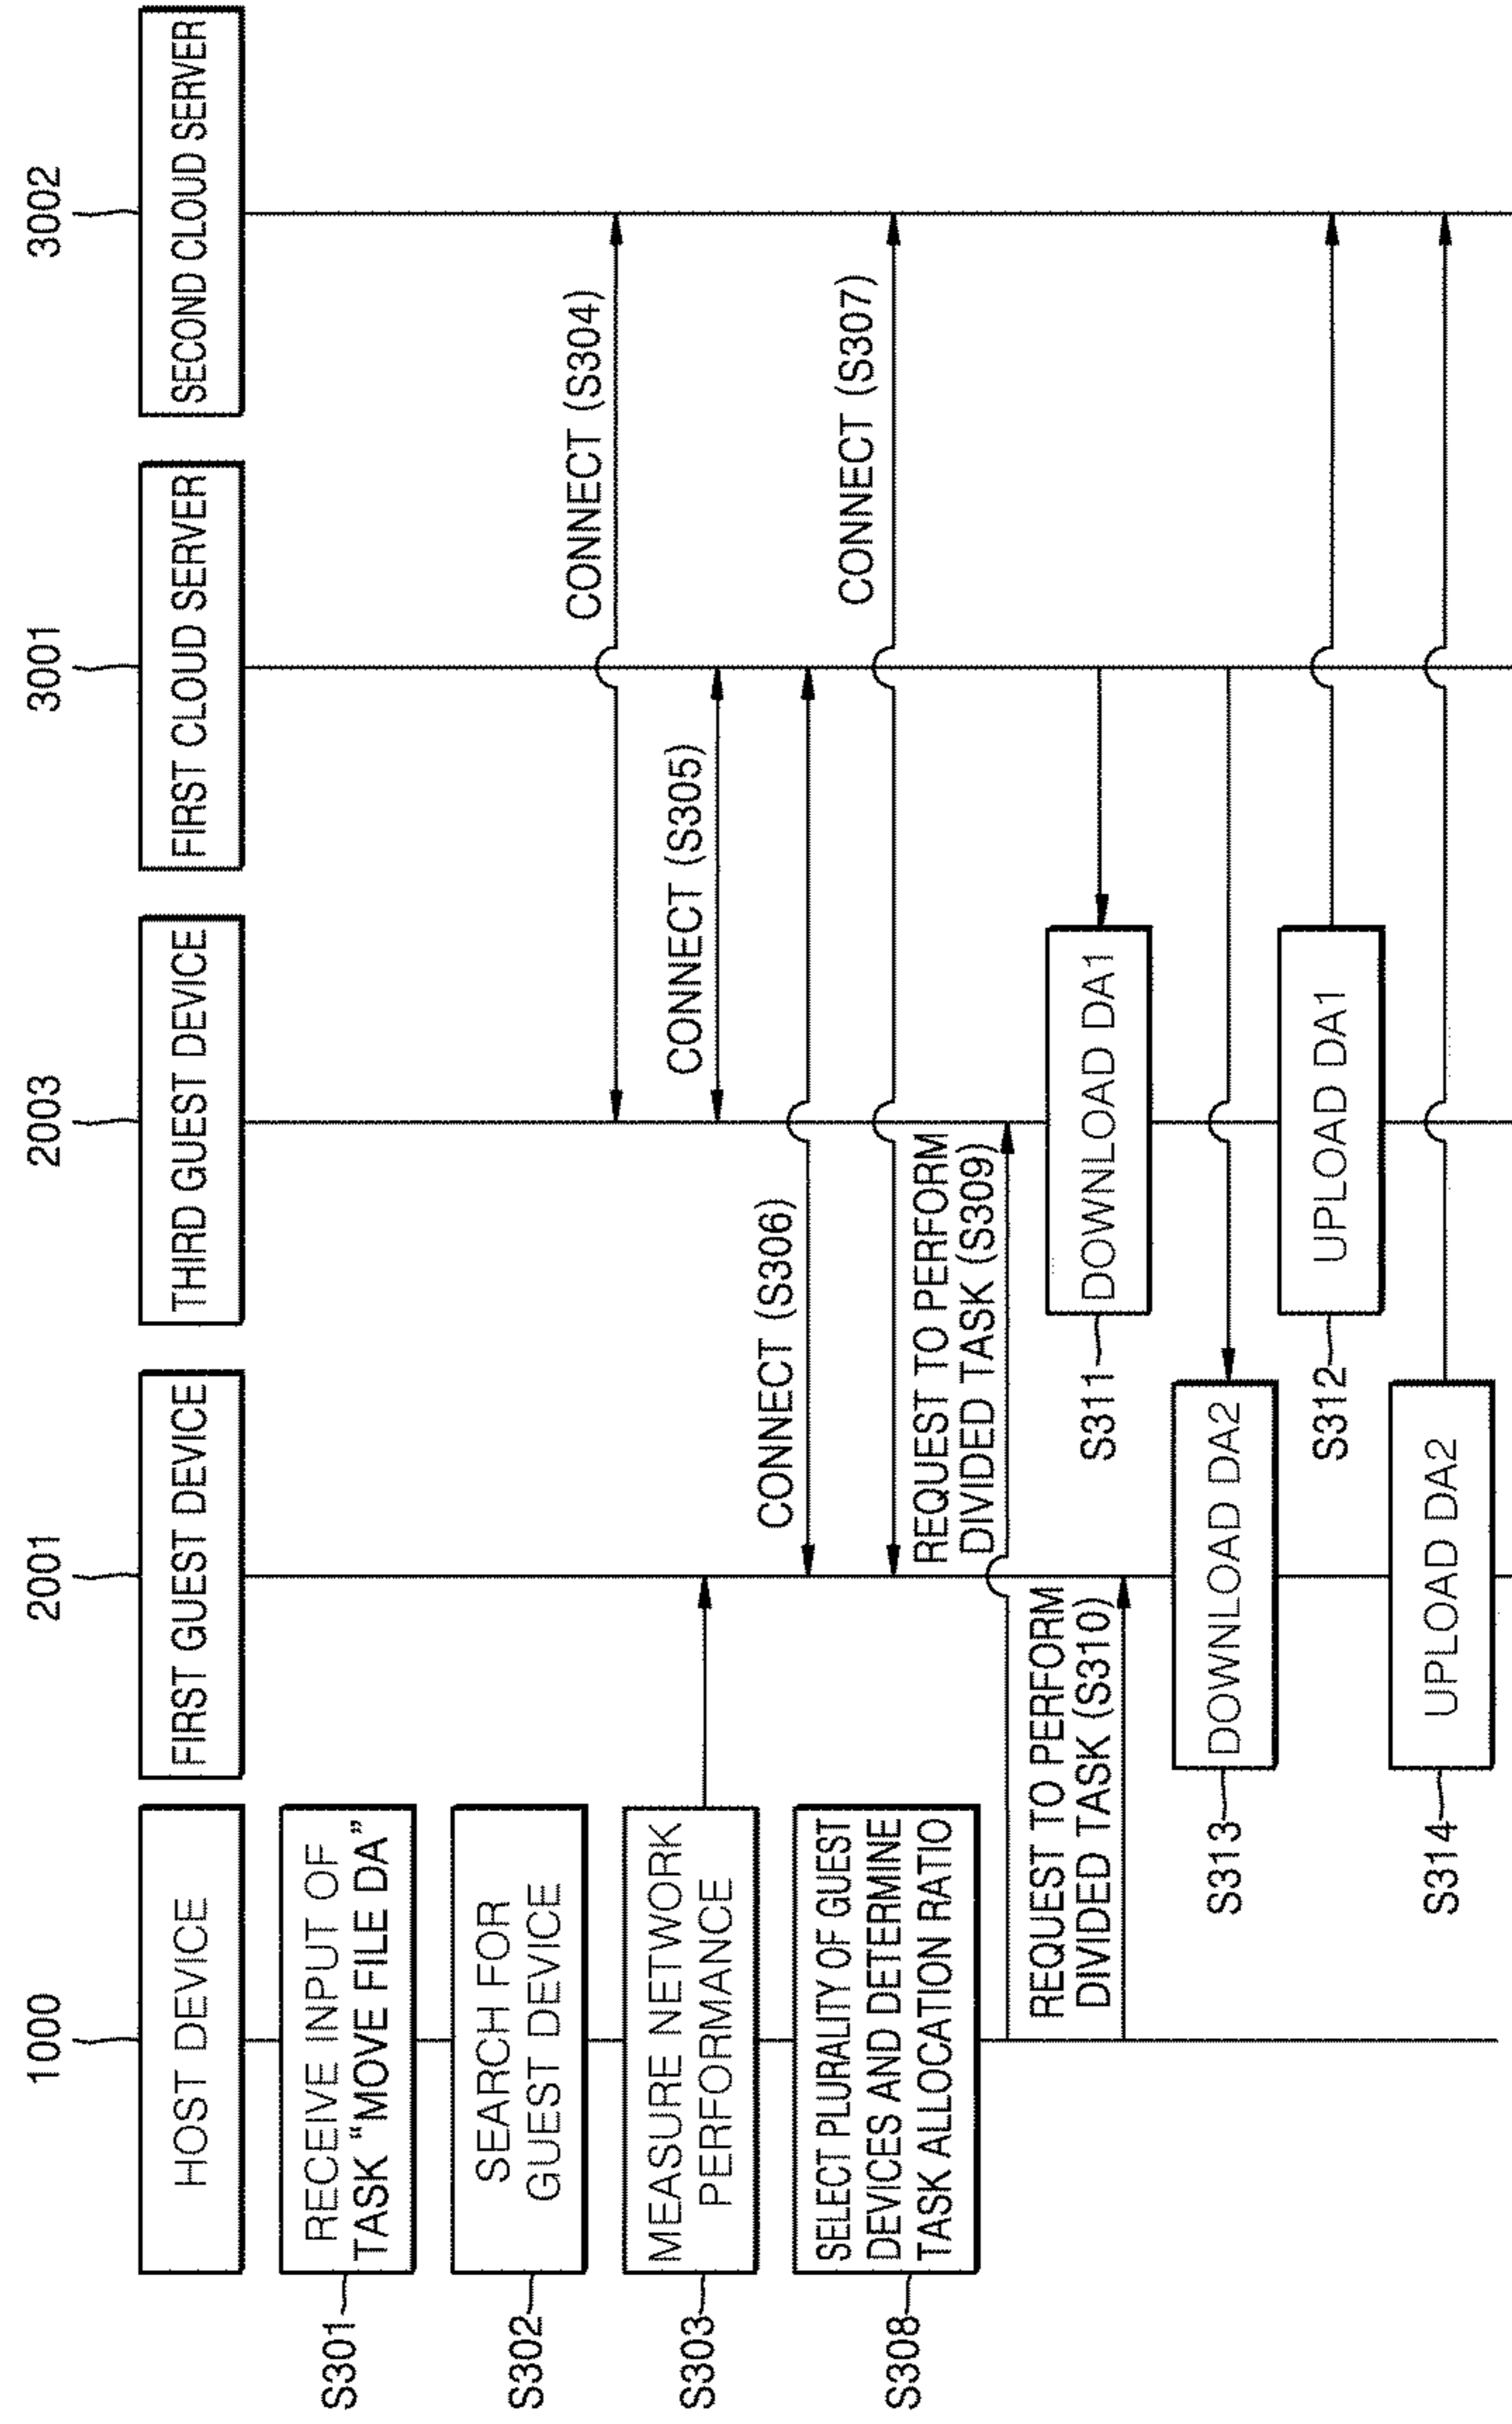 1000
2001
2003
3001
3002
HOST DEVICE
FIRST GUEST DEVICE
THIRD GUEST DEVICE
FIRST CLOUD SERVER
SECOND CLOUD SERVER
S301
RECEIVE INPUT OF
TASK “MOVE FILE DA”
S302
SEARCH FOR
GUEST DEVICE
CONNECT (S304)
S303
MEASURE NETWORK
PERFORMANCE
CONNECT (S305)
CONNECT (S306)
CONNECT (S307)
S308
SELECT PLURALITY OF GUEST
DEVICES AND DETERMINE
TASK ALLOCATION RATIO
REQUEST TO PERFORM
DIVIDED TASK (S309)
REQUEST TO PERFORM
DIVIDED TASK (S310)
S311
DOWNLOAD DA1
S313
DOWNLOAD DA2
S312
UPLOAD DA1
S314
UPLOAD DA2